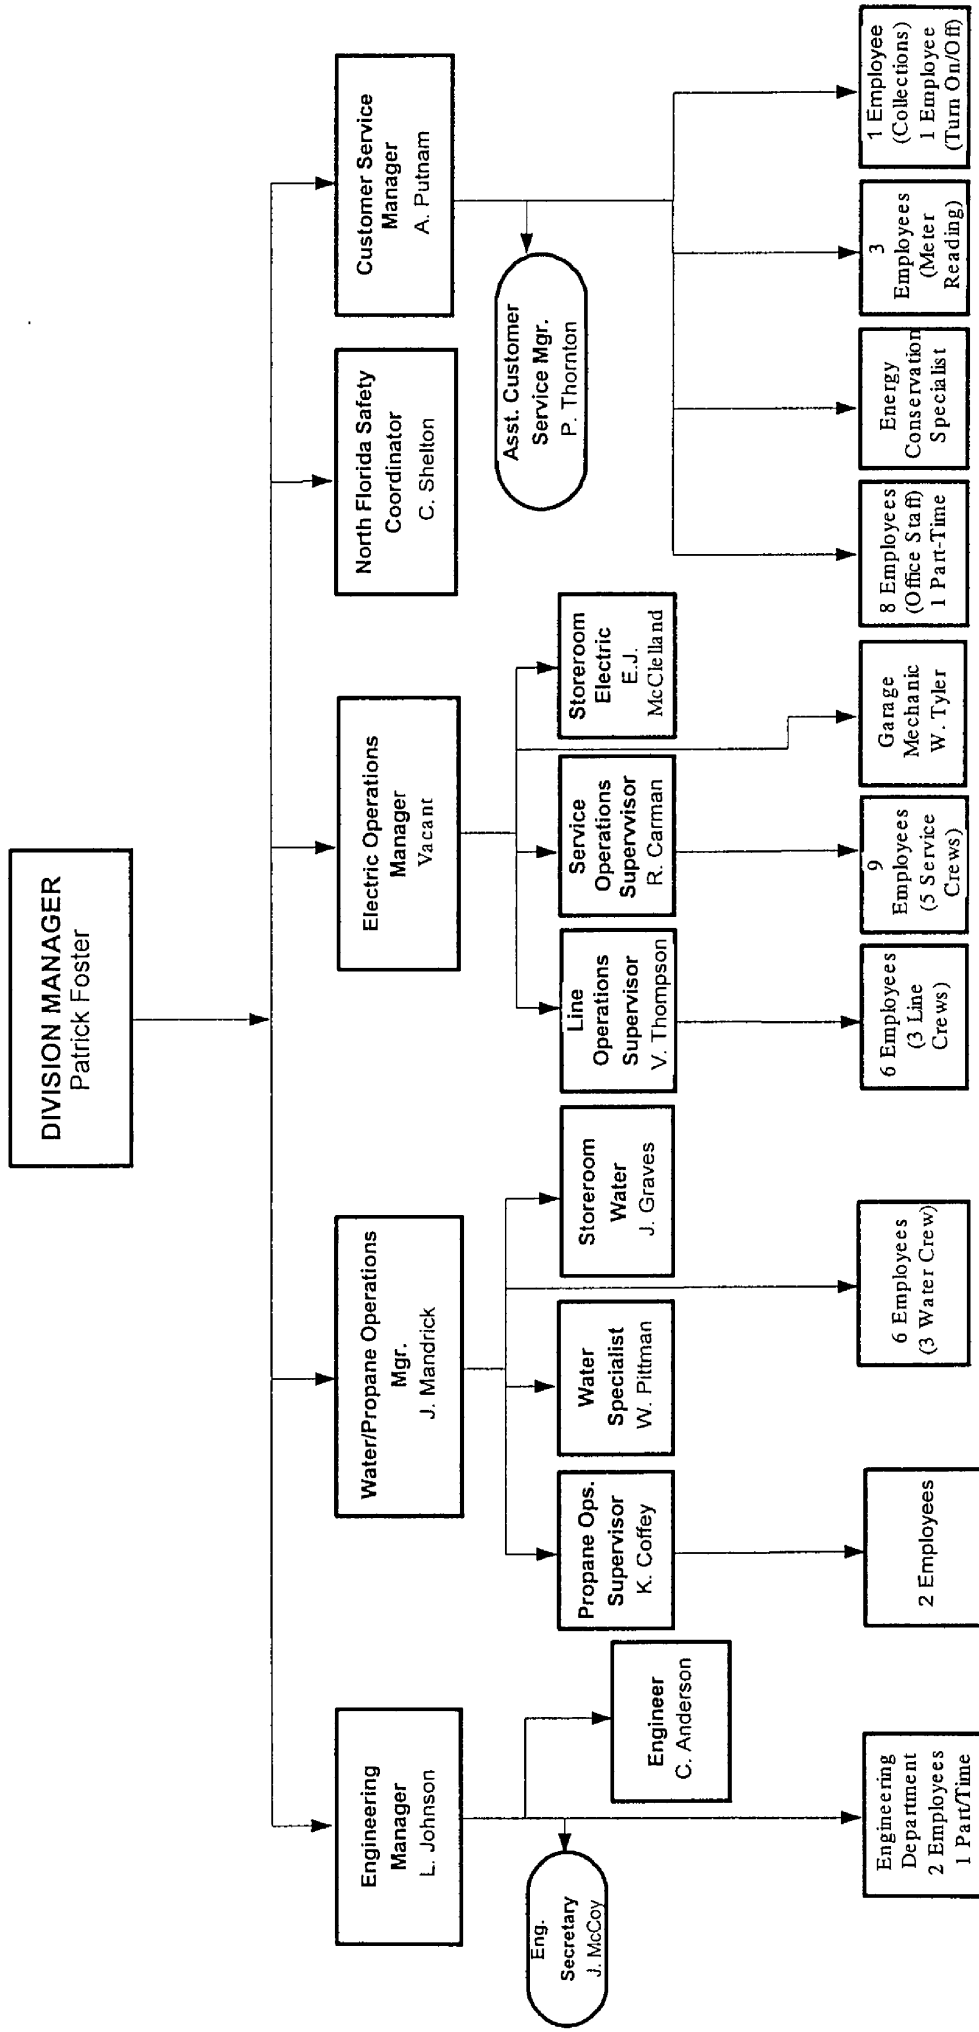 DIVISION MANAGER
Patrick Foster
Engineering
Manager
L. Johnson
Water/Propane Operations
Mgr.
J. Mandrick
Electric Operations
Manager
Vacant
North Florida Safety
Coordinator
C. Shelton
Customer Service
Manager
A. Putnam
Eng.
Secretary
J. McCoy
Engineer
C. Anderson
Propane Ops.
Supervisor
K. Coffey
Water
Specialist
W. Pittman
Storeroom
Water
J. Graves
Line
Operations
Supervisor
V. Thompson
Service
Operations
Supervvisor
R. Carman
Storeroom
Electric
E.J.
McClelland
Asst. Customer
Service Mgr.
P. Thornton
Engineering
Department
2 Employees
1 Part/Time
2 Employees
6 Employees
(3 Water Crew)
6 Employees
(3 Line
Crews)
9
Employees
(5 Service
Crews)
Garage
Mechanic
W. Tyler
8 Employees
(Office Staff)
1 Part-Time
Energy
Conservation
Specialist
3
Employees
(Meter
Reading)
1 Employee
(Collections)
1 Employee
(Turn On/Off)